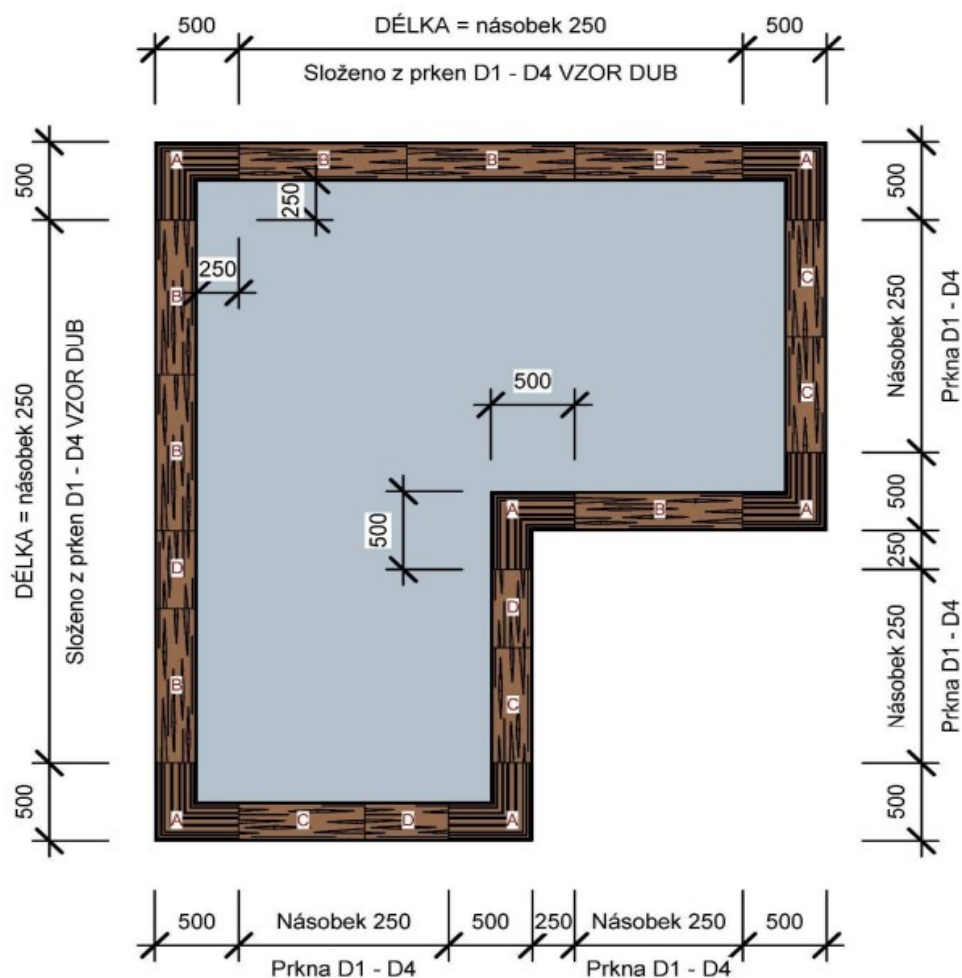 500 DÉLKA = násobek 250 500
Složeno z prken D1 - D4 VZOR DUB
A B B B A
500
250
500
250
B
C
Násobek 250
Prkna D1 - D4
DÉLKA = násobek 250
Složeno z prken D1 - D4 VZOR DUB
500
C
B
500
A B A
500
500
250
D
D
Násobek 250
Prkna D1 - D4
B
C
500
A C D A
500
500 Násobek 250 500 250 Násobek 250 500
Prkna D1 - D4 Prkna D1 - D4